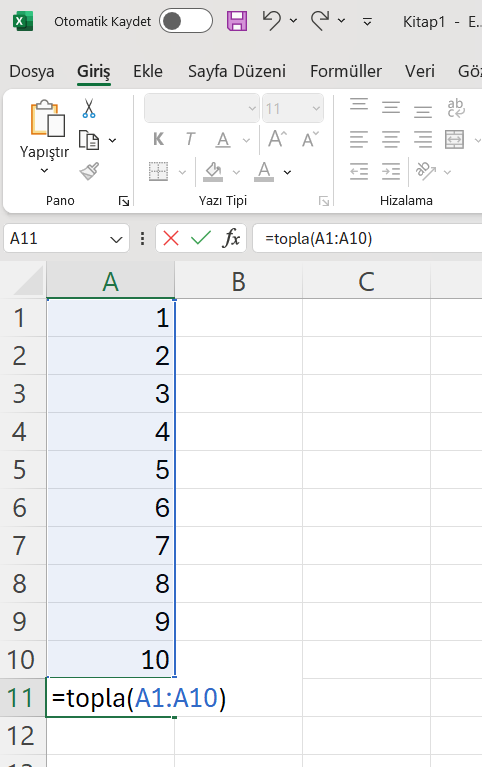 Otomatik Kaydet Kitap1 - E..
Dosya Giriş Ekle Sayfa Düzeni Formüller Veri Göz
Yapıştır
K T A A A
11
ab
A
Pano Yazı Tipi Hizalama
A11 fx =topla(A1:A10)
A B C
1 1
2 2
3 3
4 4
5 5
6 6
7 7
8 8
9 9
10 10
11 =topla(A1:A10)
12